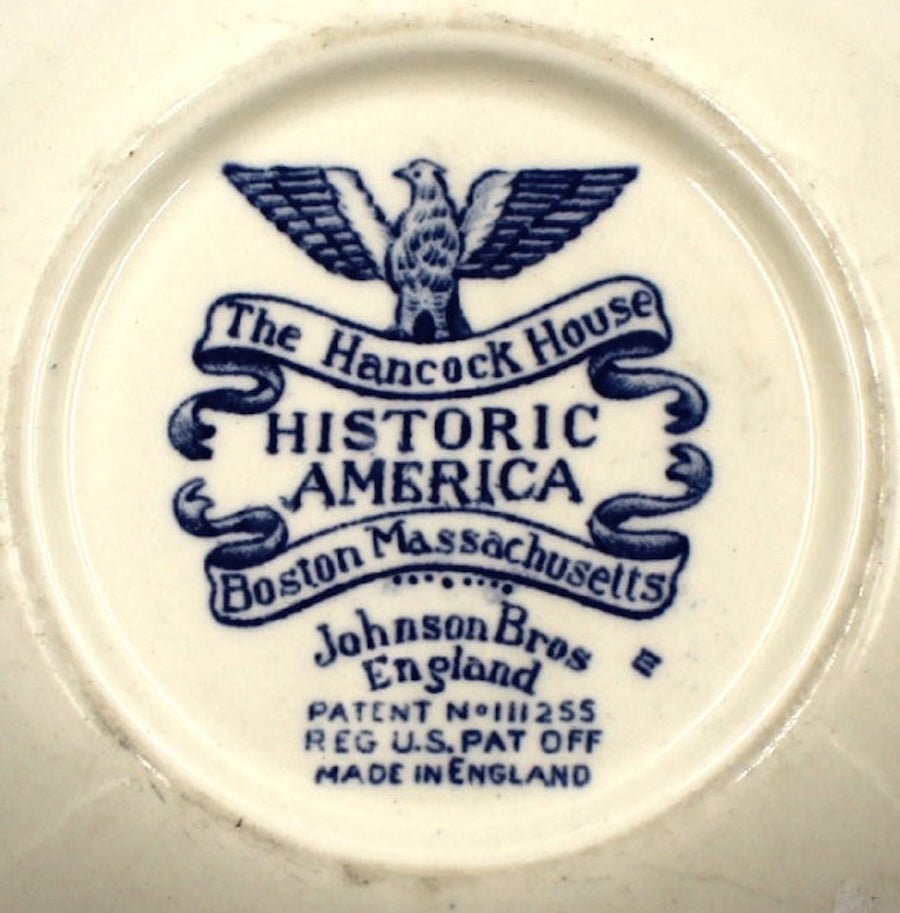 The Hancock House
HISTORIC
AMERICA
Boston Massachusetts
Johnson Bros
England
PATENT No 111255
REG U.S. PAT OFF
MADE IN ENGLAND